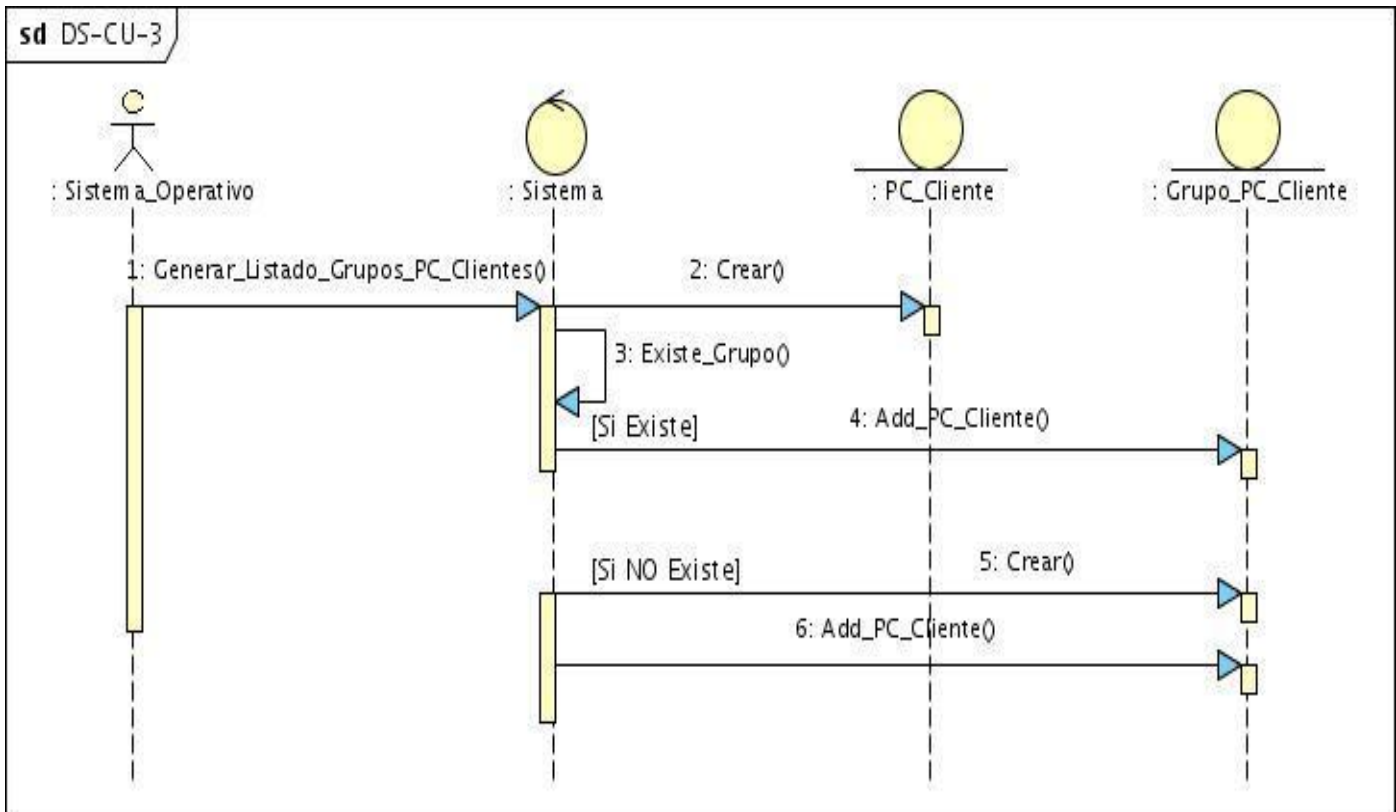 sd DS-CU-3
: Sistema_Operativo
: Sistema
: PC_Cliente
: Grupo_PC_Cliente
1: Generar_Listado_Grupos_PC_Clientes()
2: Crear()
3: Existe_Grupo()
[Si Existe]
4: Add_PC_Cliente()
[Si NO Existe]
5: Crear()
6: Add_PC_Cliente()